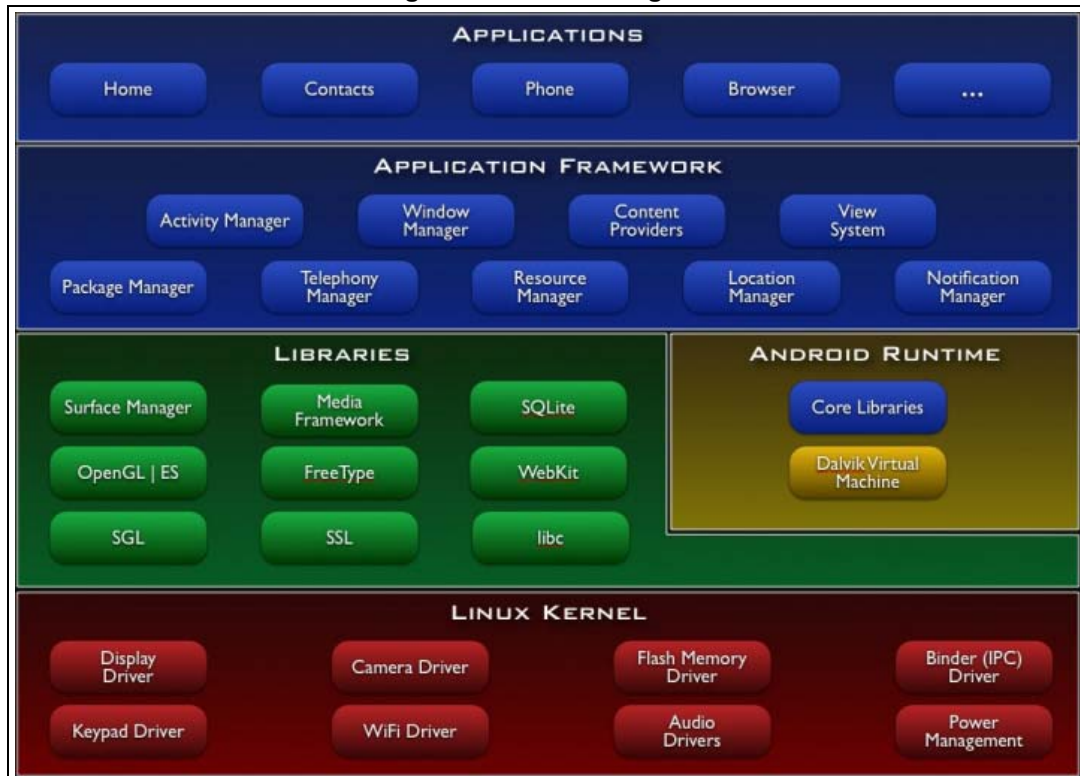 APPLICATIONS
Home
Contacts
Phone
Browser
...
APPLICATION FRAMEWORK
Activity Manager
Window
Manager
Content
Providers
View
System
Package Manager
Telephony
Manager
Resource
Manager
Location
Manager
Notification
Manager
LIBRARIES
Surface Manager
Media
Framework
SQLite
OpenGL | ES
FreeType
WebKit
SGL
SSL
libc
ANDROID RUNTIME
Core Libraries
Dalvik Virtual
Machine
LINUX KERNEL
Display
Driver
Camera Driver
Flash Memory
Driver
Binder (IPC)
Driver
Keypad Driver
WiFi Driver
Audio
Drivers
Power
Management